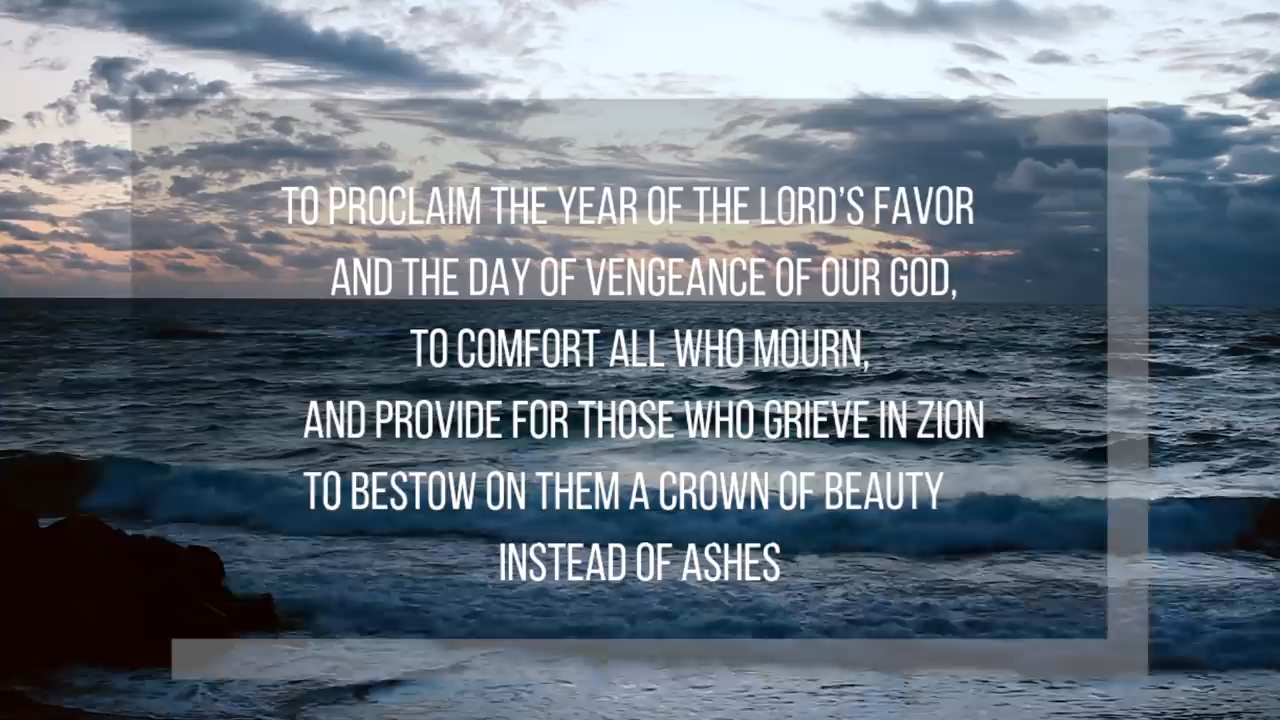 TO PROCLAIM THE YEAR OF THE LORD’S FAVOR
AND THE DAY OF VENGEANCE OF OUR GOD,
TO COMFORT ALL WHO MOURN,
AND PROVIDE FOR THOSE WHO GRIEVE IN ZION
TO BESTOW ON THEM A CROWN OF BEAUTY
INSTEAD OF ASHES